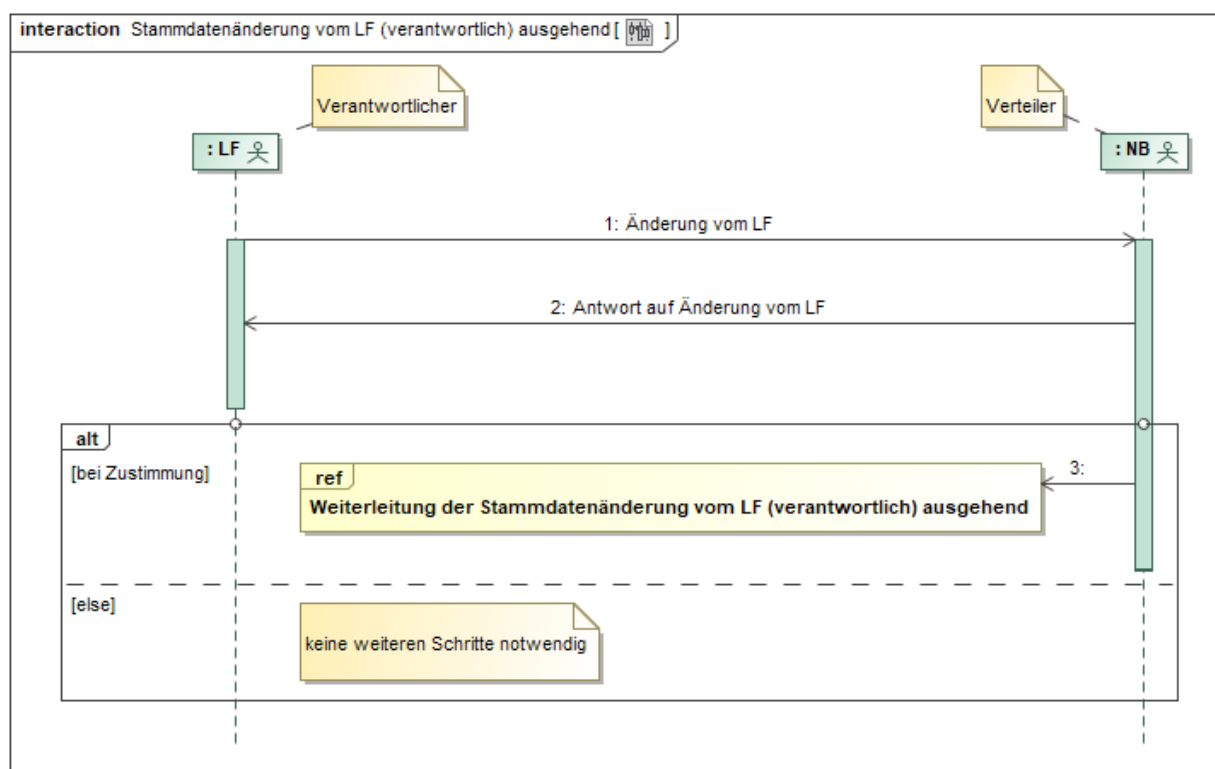 interaction Stammdatenänderung vom LF (verantwortlich) ausgehend [ ]
Verantwortlicher
Verteiler
: LF
: NB
1: Änderung vom LF
2: Antwort auf Änderung vom LF
alt
[bei Zustimmung]
ref
3:
Weiterleitung der Stammdatenänderung vom LF (verantwortlich) ausgehend
[else]
keine weiteren Schritte notwendig